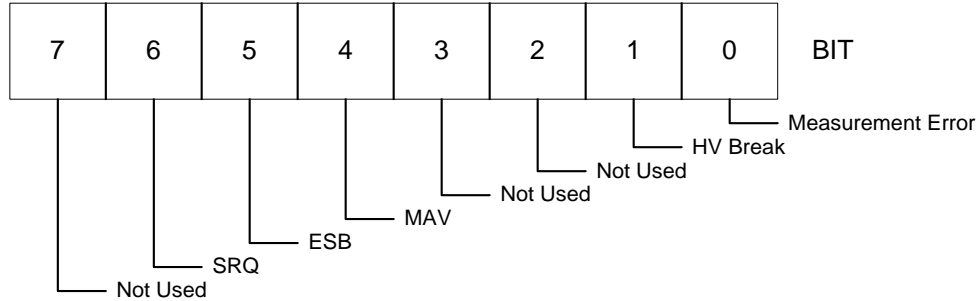 7 6 5 4 3 2 1 0 BIT
Measurement Error
HV Break
Not Used
Not Used
MAV
ESB
SRQ
Not Used